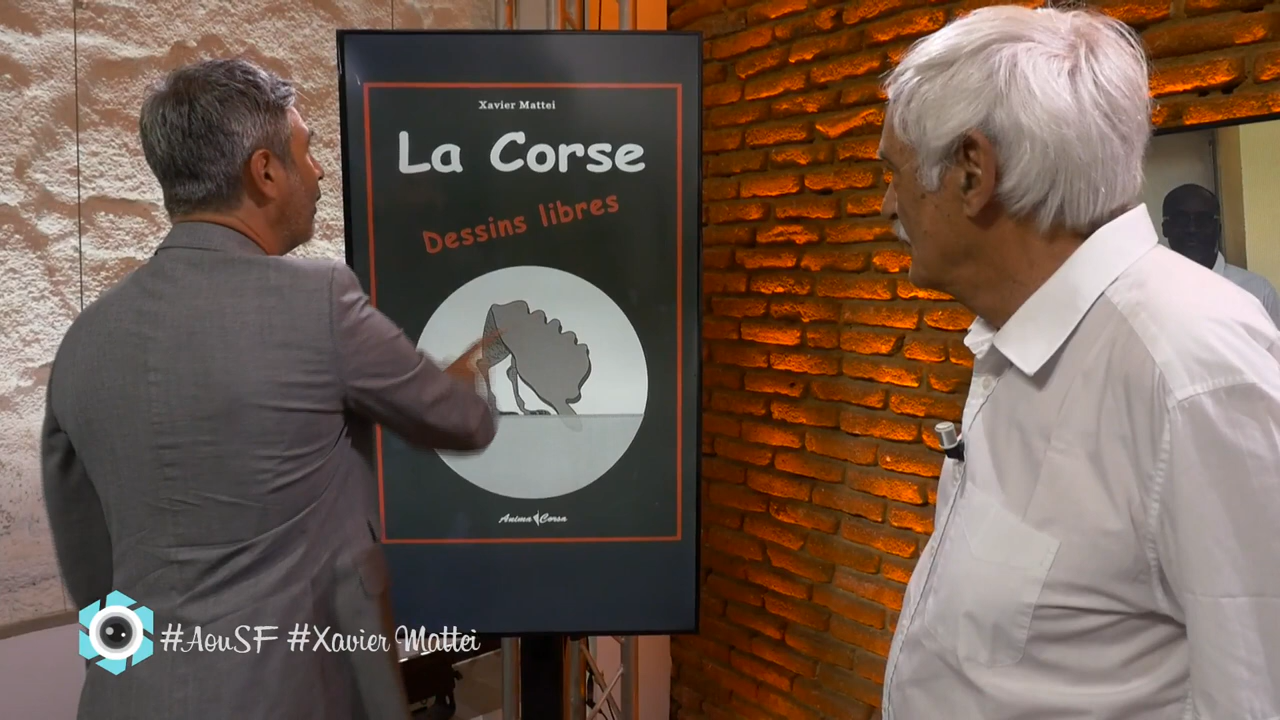 Xavier Mattei
La Corse
Dessins libres
Anima Corsa
#AouSF #Xavier Mattei